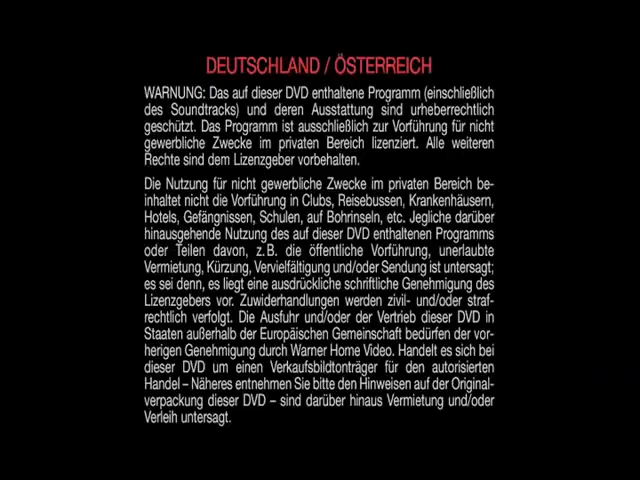 DEUTSCHLAND / ÖSTERREICH
WARNUNG: Das auf dieser DVD enthaltene Programm (einschließlich
des Soundtracks) und deren Ausstattung sind urheberrechtlich
geschützt. Das Programm ist ausschließlich zur Vorführung für nicht
gewerbliche Zwecke im privaten Bereich lizenziert. Alle weiteren
Rechte sind dem Lizenzgeber vorbehalten.
Die Nutzung für nicht gewerbliche Zwecke im privaten Bereich be-
inhaltet nicht die Vorführung in Clubs, Reisebussen, Krankenhäusern,
Hotels, Gefängnissen, Schulen, auf Bohrinseln, etc. Jegliche darüber
hinausgehende Nutzung des auf dieser DVD enthaltenen Programms
oder Teilen davon, z.B. die öffentliche Vorführung, unerlaubte
Vermietung, Kürzung, Vervielfältigung und/oder Sendung ist untersagt;
es sei denn, es liegt eine ausdrückliche schriftliche Genehmigung des
Lizenzgebers vor. Zuwiderhandlungen werden zivil- und/oder straf-
rechtlich verfolgt. Die Ausfuhr und/oder der Vertrieb dieser DVD in
Staaten außerhalb der Europäischen Gemeinschaft bedürfen der vor-
herigen Genehmigung durch Warner Home Video. Handelt es sich bei
dieser DVD um einen Verkaufsbildtonträger für den autorisierten
Handel – Näheres entnehmen Sie bitte den Hinweisen auf der Original-
verpackung dieser DVD – sind darüber hinaus Vermietung und/oder
Verleih untersagt.